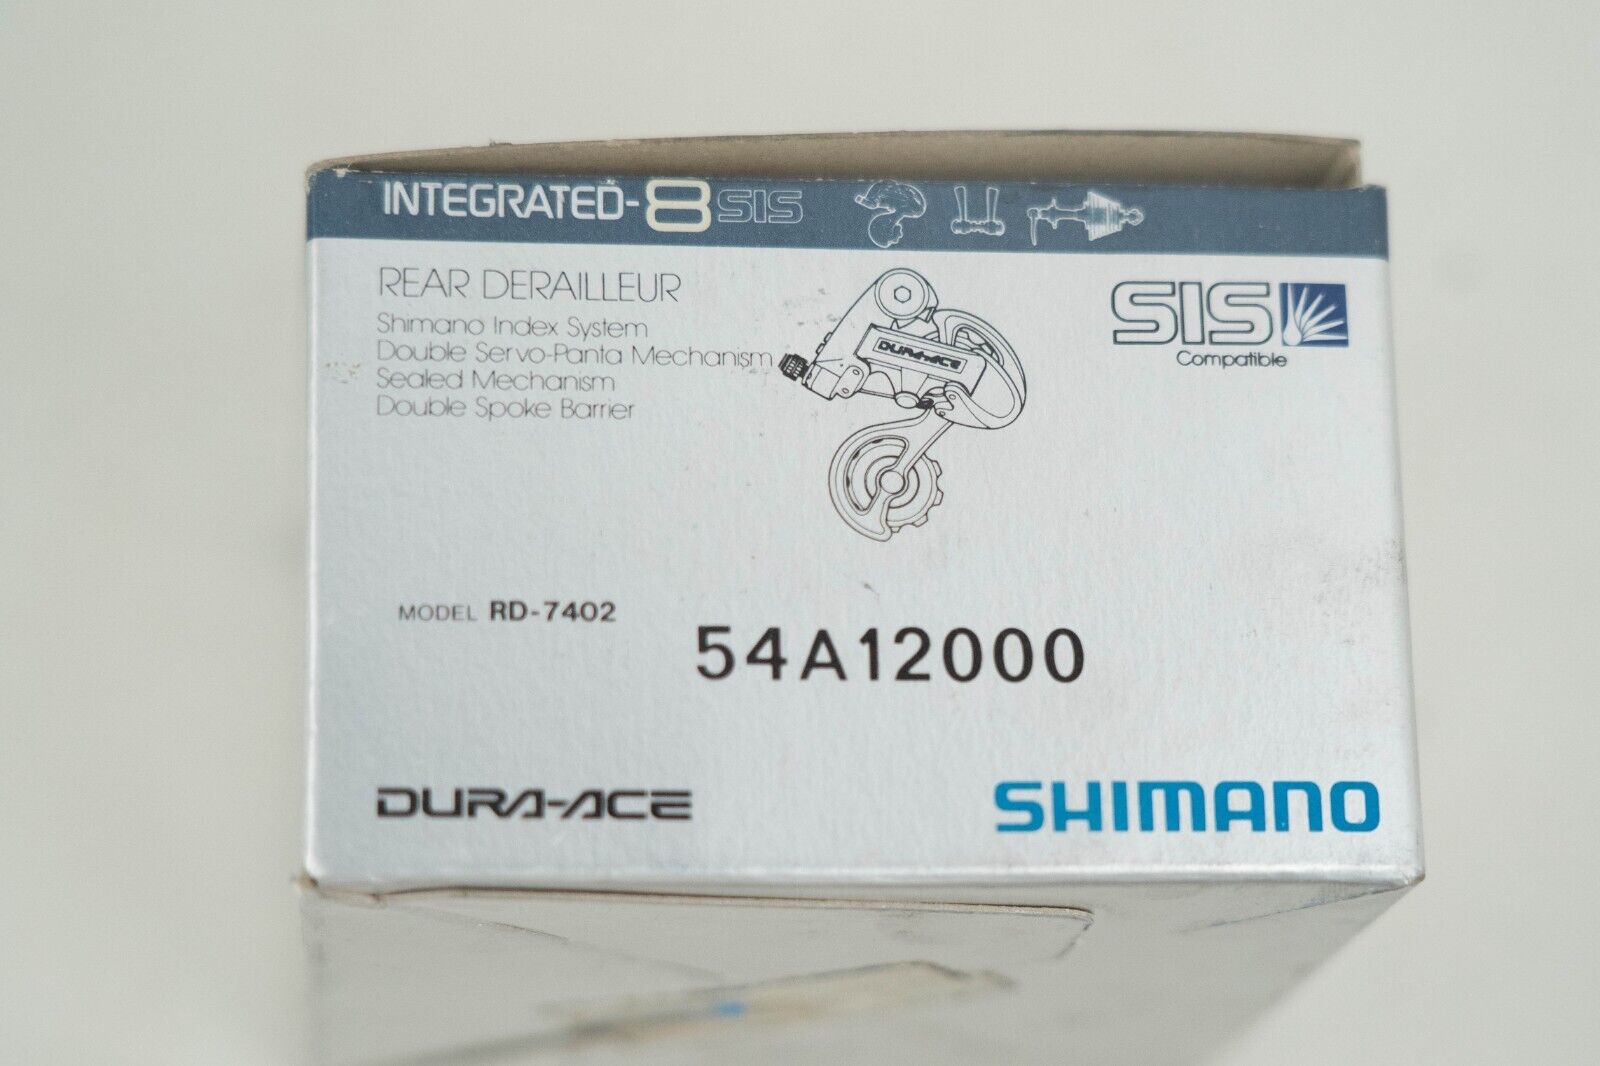 INTEGRATED-8 SIS
REAR DERAILLEUR
Shimano Index System
Double Servo-Panta Mechanism
Sealed Mechanism
Double Spoke Barrier
DURA-ACE
SIS
Compatible
MODEL RD-7402
54A12000
DURA-ACE
SHIMANO